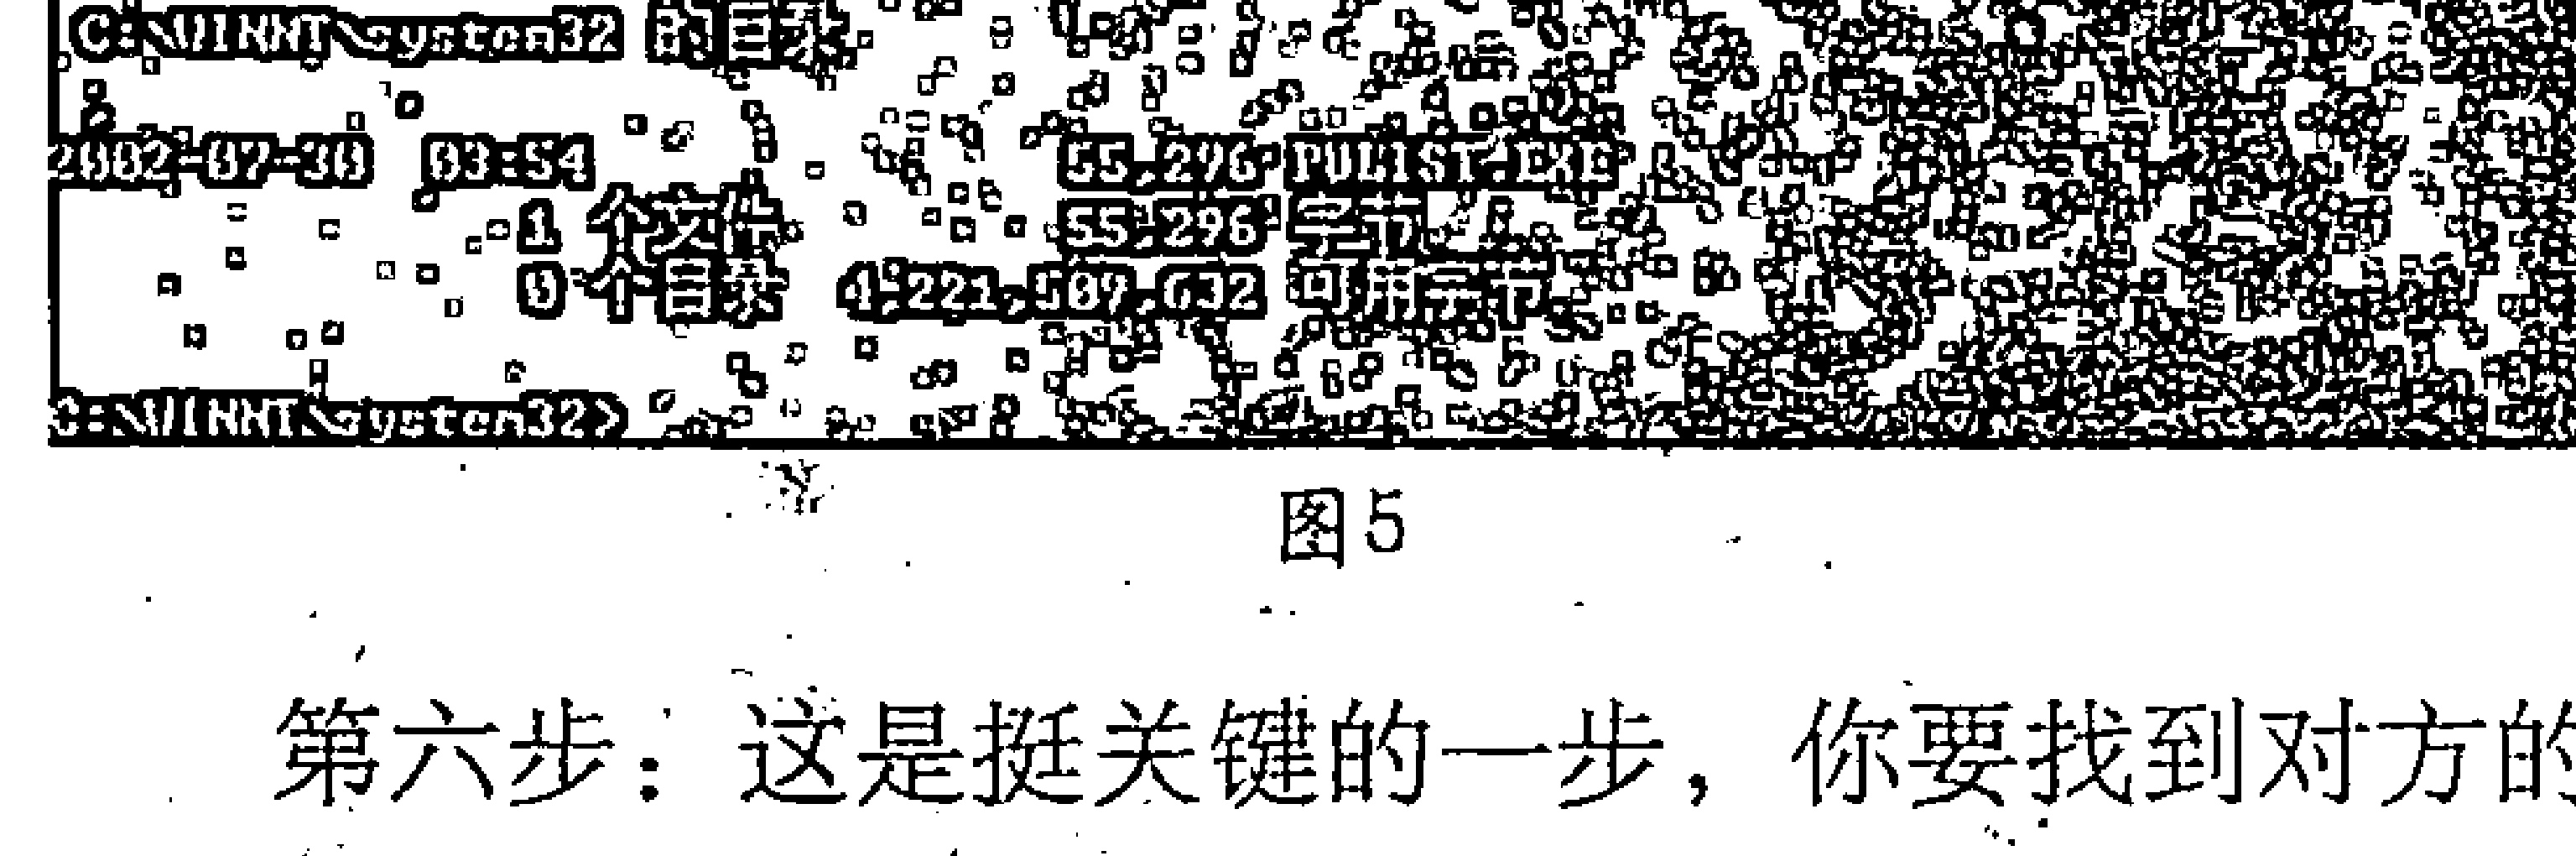 C:\WINNT\system32 的目录
2002-07-30 03:54 55,296 PULIST.EXE
1 个文件 55,296 字节
0 个目录 4,221,507,632 可用字节
C:\WINNT\system32>
图5
第六步：这是挺关键的一步，你要找到对方的